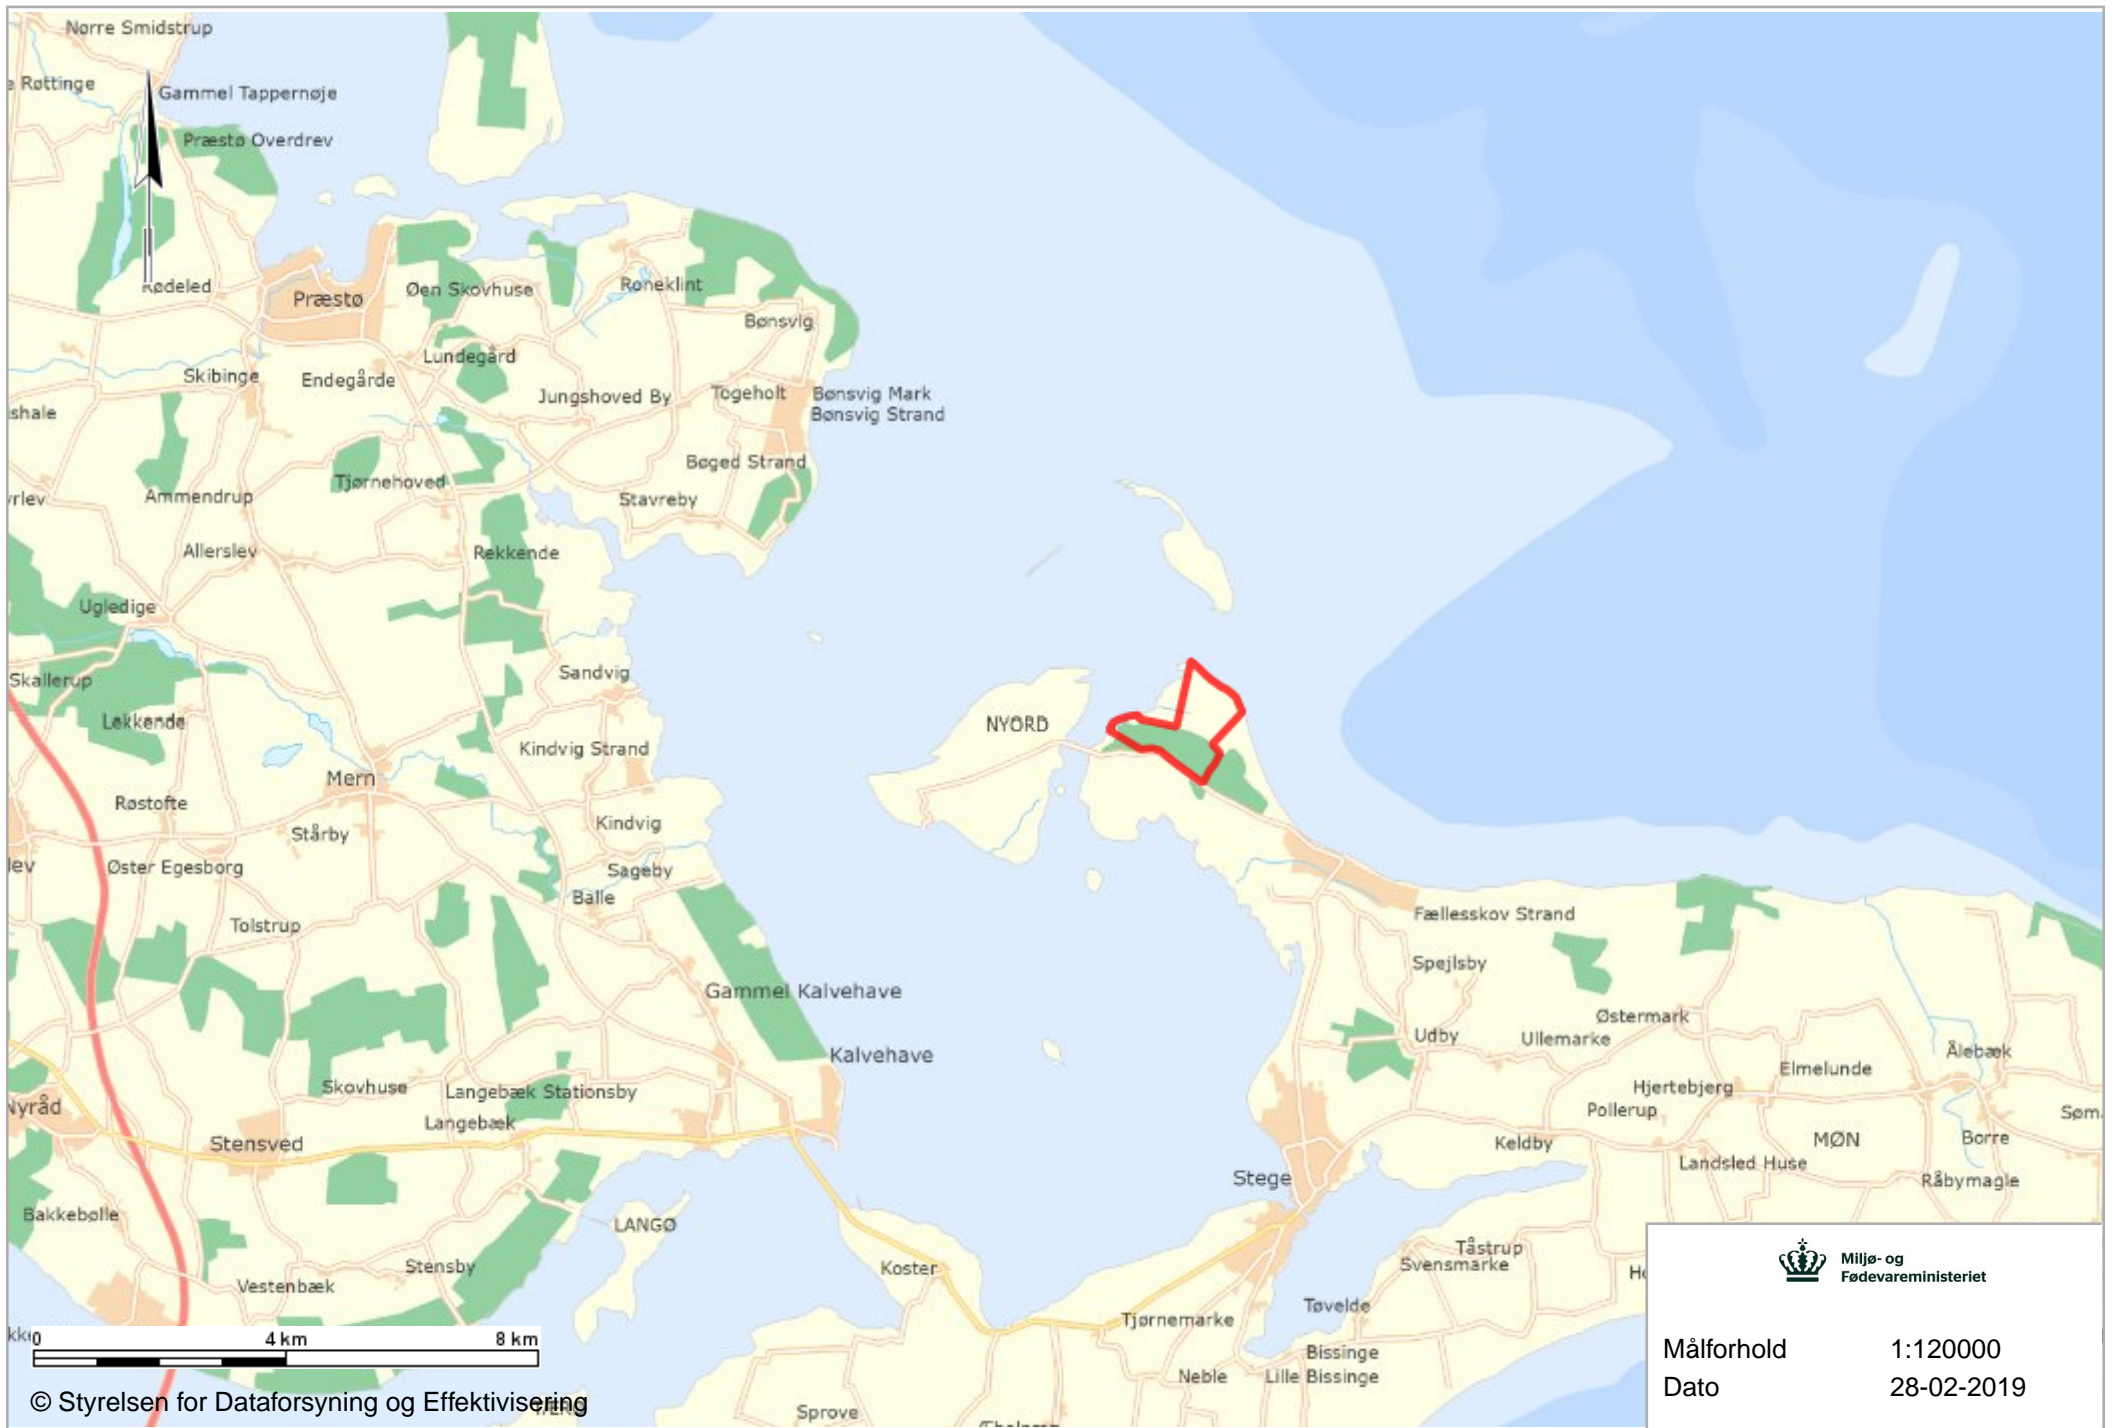 Nørre Smidstrup
e Røttinge
Gammel Tappernøje
Præstø Overdrev
Rødeled
Præstø
Øen Skovhuse
Roneklint
Bønsvig
Lundegård
Skibinge
Endegårde
Jungshoved By
Togeholt
Bønsvig Mark
Bønsvig Strand
shale
Bøged Strand
Tjørnehoved
Ammendrup
Stavreby
rlev
Allerslev
Rekkende
Ugledige
Sandvig
Skallerup
Lekkende
NYORD
Kindvig Strand
Mern
Røstofte
Kindvig
Stårby
lev
Øster Egesborg
Sageby
Balle
Tolstrup
Fællesskov Strand
Spejlsby
Gammel Kalvehave
Østermark
Udby
Ullemarke
Kalvehave
Ålebæk
Elmelunde
Skovhuse
Langebæk Stationsby
Hjertebjerg
Nyråd
Pollerup
Søm
Langebæk
Stensved
Keldby
MØN
Borre
Landsled Huse
Stege
Råbymagle
Bakkebølle
LANGØ
Tåstrup
Svensmarke
Stensby
Koster
Vestenbæk
Tøvelde
Tjørnemarke
Bissinge
Neble
Lille Bissinge
Sprove
0 4 km 8 km
© Styrelsen for Dataforsyning og Effektivisering
Miljø- og
Fødevareministeriet
Målforhold 1:120000
Dato 28-02-2019